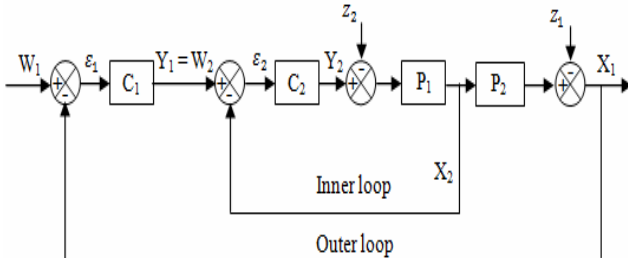 z₂
z₁
W₁
ε₁
Y₁ = W₂
ε₂
Y₂
X₁
+
-
+
-
+
-
+
-
C₁
C₂
P₁
P₂
X₂
Inner loop
Outer loop